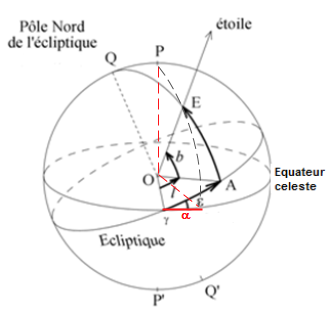 Pôle Nord
de l'écliptique
Q
P
étoile
E
b
O
l
A
Equateur
celeste
ε
γ
α
Ecliptique
P'
Q'